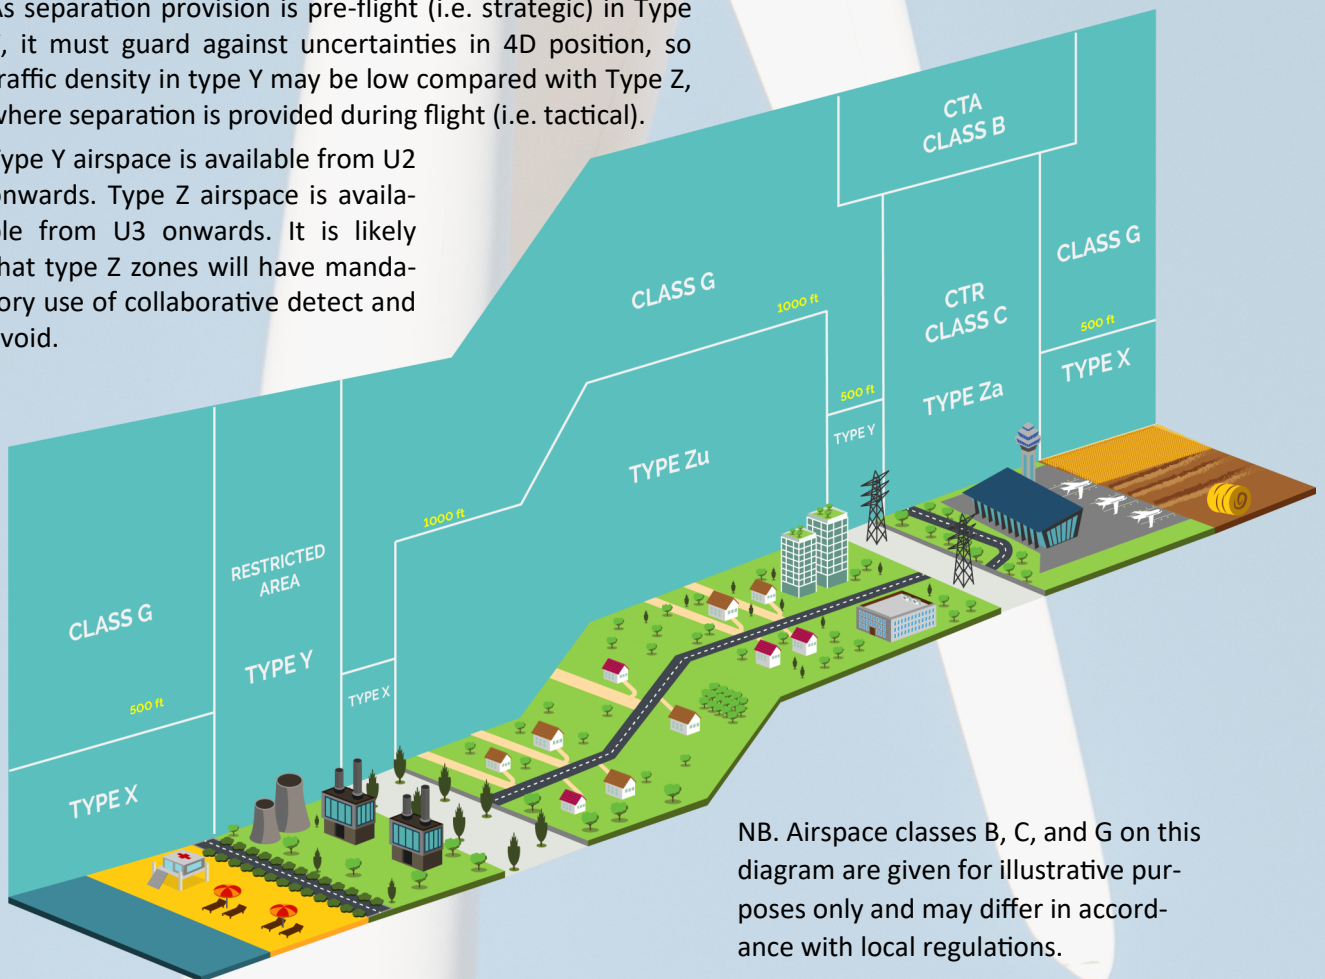 As separation provision is pre-flight (i.e. strategic) in Type
, it must guard against uncertainties in 4D position, so
raffic density in type Y may be low compared with Type Z,
where separation is provided during flight (i.e. tactical).
Type Y airspace is available from U2
onwards. Type Z airspace is availa-
ble from U3 onwards. It is likely
hat type Z zones will have manda-
ory use of collaborative detect and
void.
CTA
CLASS B
CLASS G
CLASS G
1000 ft
CTR
CLASS C
500 ft
TYPE X
500 ft
TYPE Za
TYPE Y
TYPE Zu
1000 ft
RESTRICTED
AREA
CLASS G
TYPE Y
TYPE X
500 ft
TYPE X
NB. Airspace classes B, C, and G on this
diagram are given for illustrative pur-
poses only and may differ in accord-
ance with local regulations.